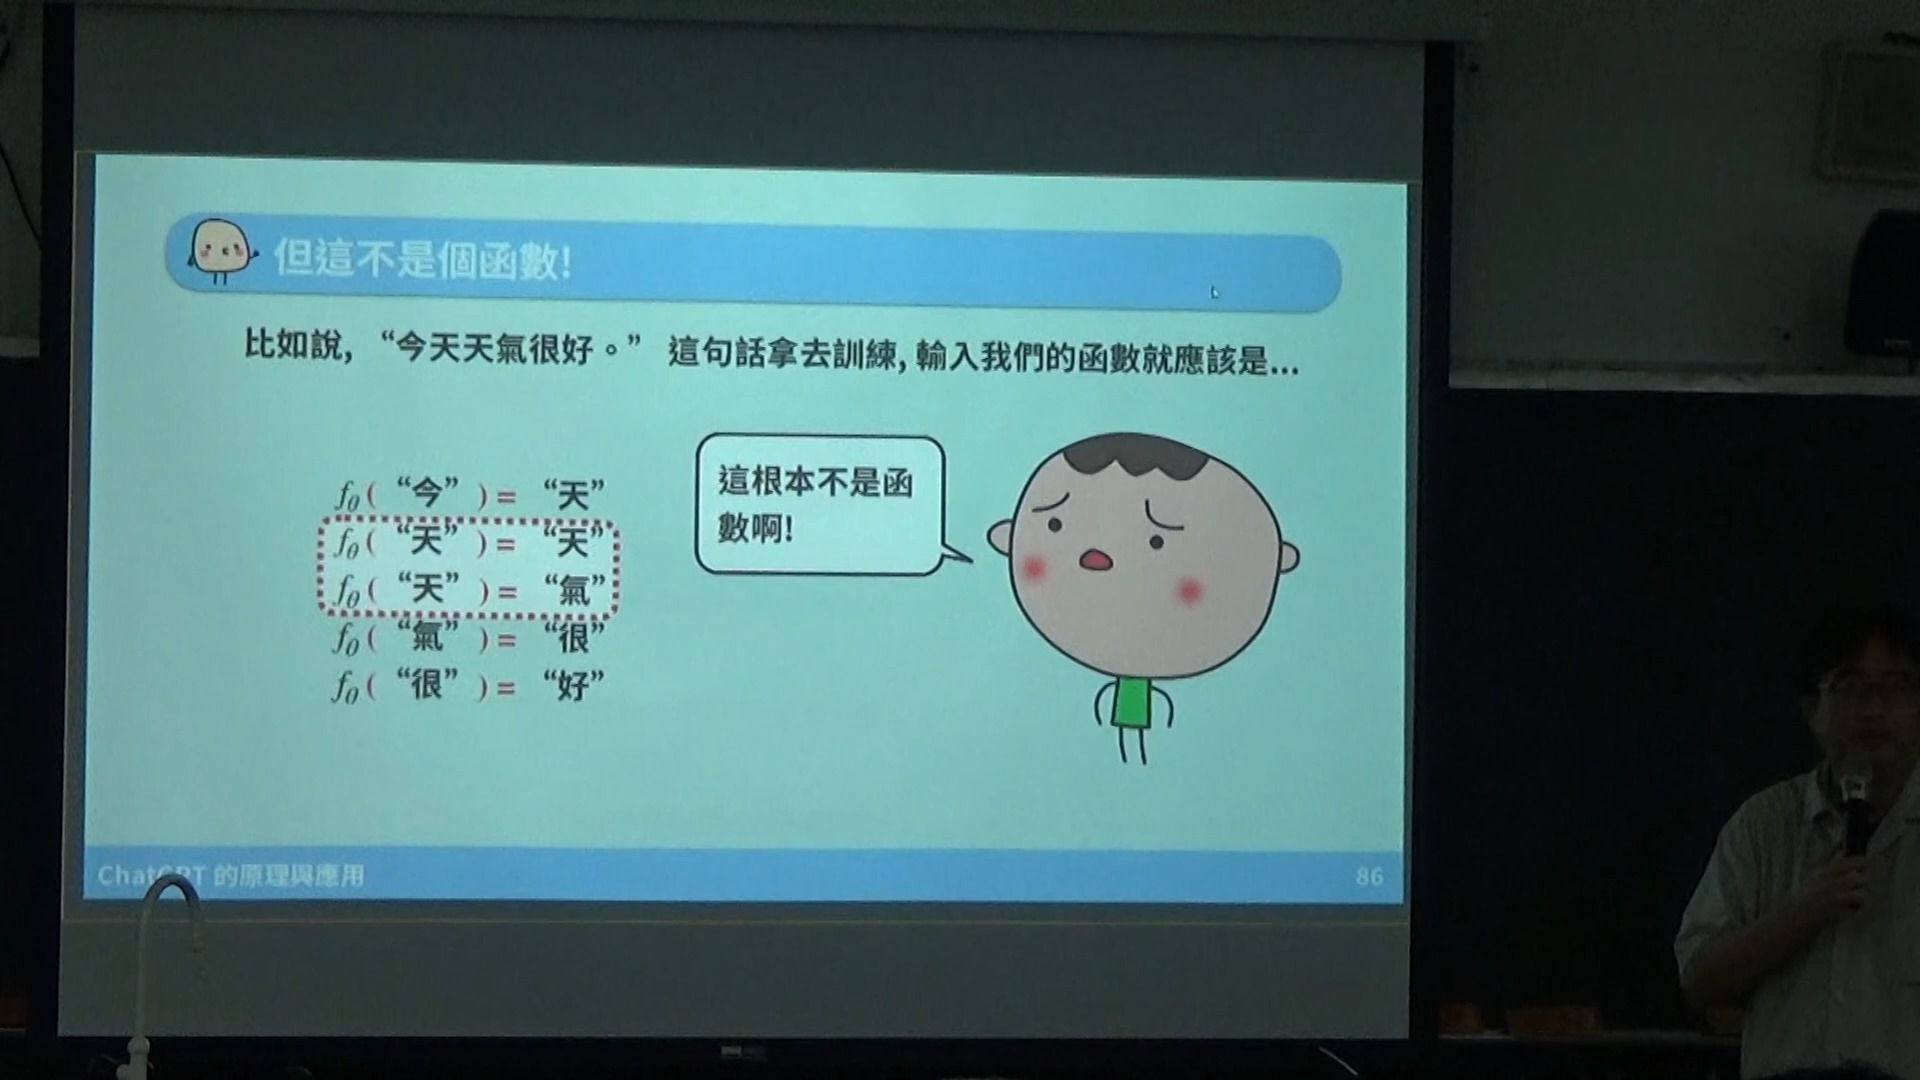 但這不是個函數!
比如說, “今天天氣很好。” 這句話拿去訓練, 輸入我們的函數就應該是...
fθ( “今” ) = “天”
fθ( “天” ) = “天”
fθ( “天” ) = “氣”
fθ( “氣” ) = “很”
fθ( “很” ) = “好”
這根本不是函
數啊!
ChatGPT 的原理與應用
86